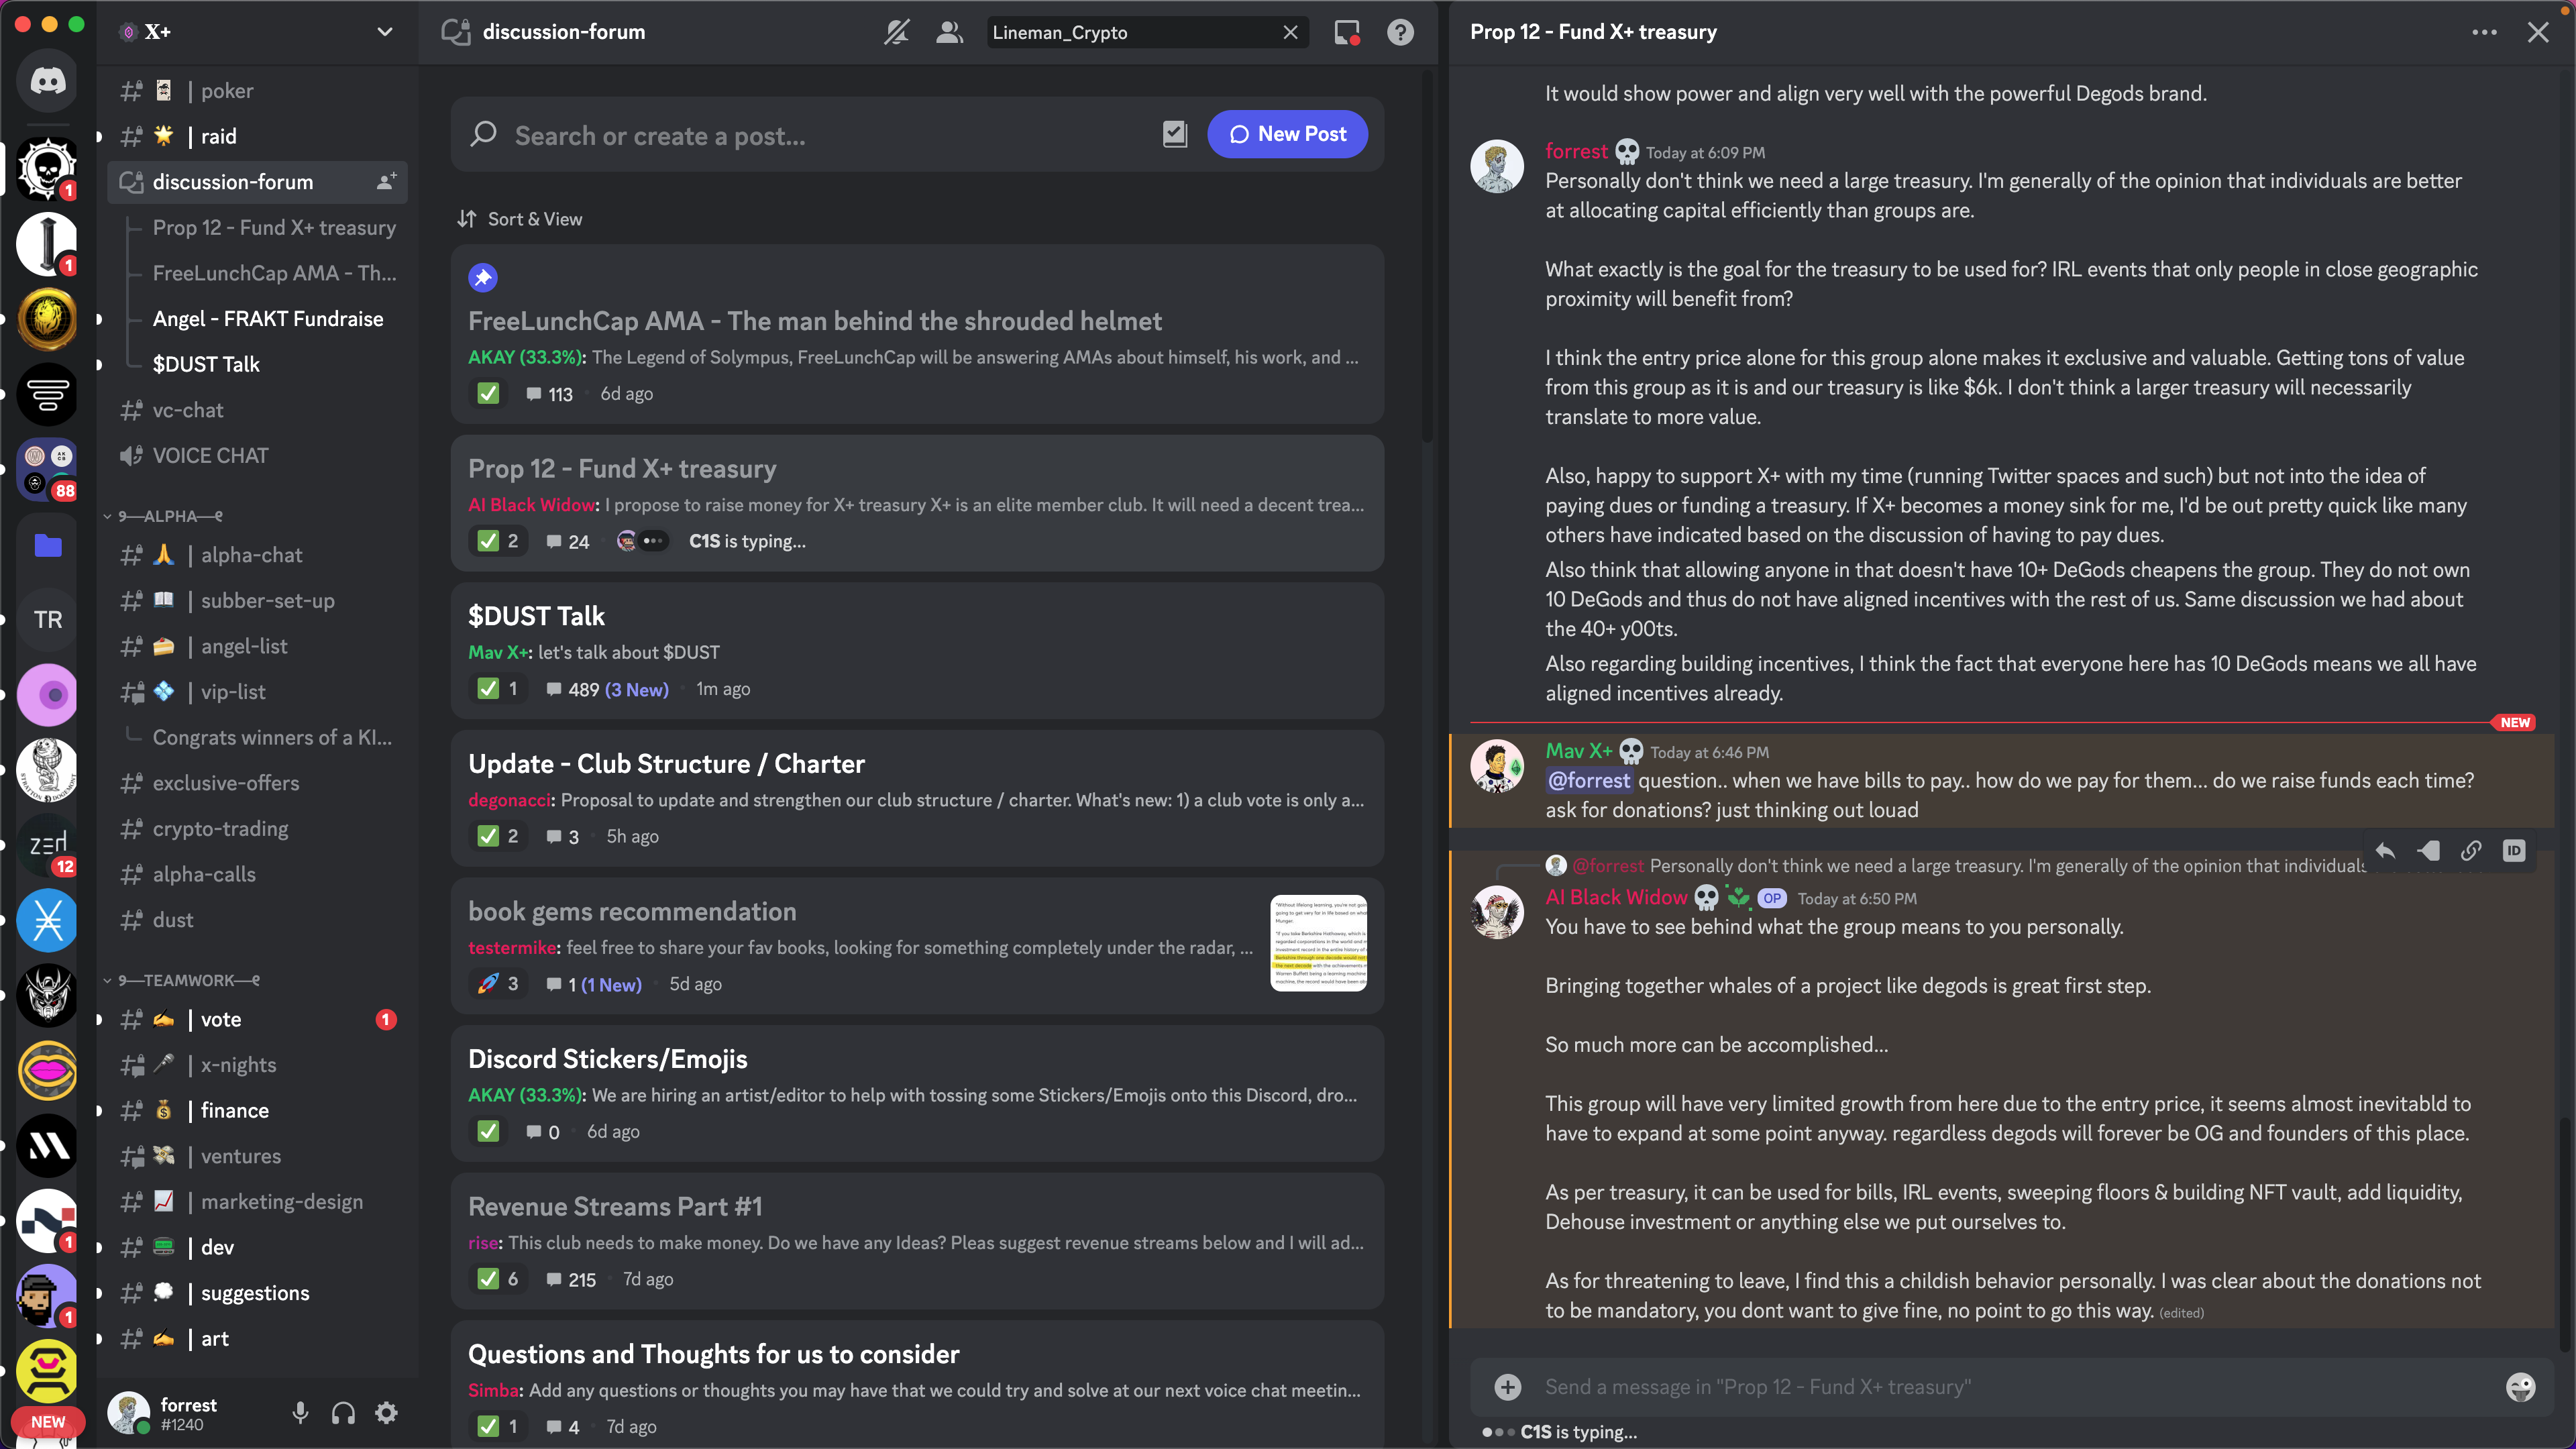 X+
poker
raid
discussion-forum
Prop 12 - Fund X+ treasury
FreeLunchCap AMA - Th...
Angel - FRAKT Fundraise
$DUST Talk
vc-chat
VOICE CHAT
ALPHA
alpha-chat
subber-set-up
angel-list
vip-list
Congrats winners of a KI...
exclusive-offers
crypto-trading
alpha-calls
dust
TEAMWORK
vote 1
x-nights
finance
ventures
marketing-design
dev
suggestions
art
forrest
#1240
1
1
88
TR
zed
12
1
1
NEW
discussion-forum
Lineman_Crypto
Search or create a post...
New Post
Sort & View
FreeLunchCap AMA - The man behind the shrouded helmet
AKAY (33.3%): The Legend of Solympus, FreeLunchCap will be answering AMAs about himself, his work, and ...
113 6d ago
Prop 12 - Fund X+ treasury
Al Black Widow: I propose to raise money for X+ treasury X+ is an elite member club. It will need a decent trea...
2 24 C1S is typing...
$DUST Talk
Mav X+: let's talk about $DUST
1 489 (3 New) 1m ago
Update - Club Structure / Charter
degonacci: Proposal to update and strengthen our club structure / charter. What's new: 1) a club vote is only a...
2 3 5h ago
book gems recommendation
testermike: feel free to share your fav books, looking for something completely under the radar, ...
3 1 (1 New) 5d ago
Discord Stickers/Emojis
AKAY (33.3%): We are hiring an artist/editor to help with tossing some Stickers/Emojis onto this Discord, dro...
0 6d ago
Revenue Streams Part #1
rise: This club needs to make money. Do we have any Ideas? Pleas suggest revenue streams below and I will ad...
6 215 7d ago
Questions and Thoughts for us to consider
Simba: Add any questions or thoughts you may have that we could try and solve at our next voice chat meetin...
1 4 7d ago
Prop 12 - Fund X+ treasury
It would show power and align very well with the powerful Degods brand.
forrest Today at 6:09 PM
Personally don't think we need a large treasury. I'm generally of the opinion that individuals are better
at allocating capital efficiently than groups are.
What exactly is the goal for the treasury to be used for? IRL events that only people in close geographic
proximity will benefit from?
I think the entry price alone for this group alone makes it exclusive and valuable. Getting tons of value
from this group as it is and our treasury is like $6k. I don't think a larger treasury will necessarily
translate to more value.
Also, happy to support X+ with my time (running Twitter spaces and such) but not into the idea of
paying dues or funding a treasury. If X+ becomes a money sink for me, I'd be out pretty quick like many
others have indicated based on the discussion of having to pay dues.
Also think that allowing anyone in that doesn't have 10+ DeGods cheapens the group. They do not own
10 DeGods and thus do not have aligned incentives with the rest of us. Same discussion we had about
the 40+ y00ts.
Also regarding building incentives, I think the fact that everyone here has 10 DeGods means we all have
aligned incentives already.
NEW
Mav X+ Today at 6:46 PM
@forrest question.. when we have bills to pay.. how do we pay for them... do we raise funds each time?
ask for donations? just thinking out louad
@forrest Personally don't think we need a large treasury. I'm generally of the opinion that individuals
ID
Al Black Widow OP Today at 6:50 PM
You have to see behind what the group means to you personally.
Bringing together whales of a project like degods is great first step.
So much more can be accomplished...
This group will have very limited growth from here due to the entry price, it seems almost inevitabld to
have to expand at some point anyway. regardless degods will forever be OG and founders of this place.
As per treasury, it can be used for bills, IRL events, sweeping floors & building NFT vault, add liquidity,
Dehouse investment or anything else we put ourselves to.
As for threatening to leave, I find this a childish behavior personally. I was clear about the donations not
to be mandatory, you dont want to give fine, no point to go this way. (edited)
Send a message in "Prop 12 - Fund X+ treasury"
C1S is typing...